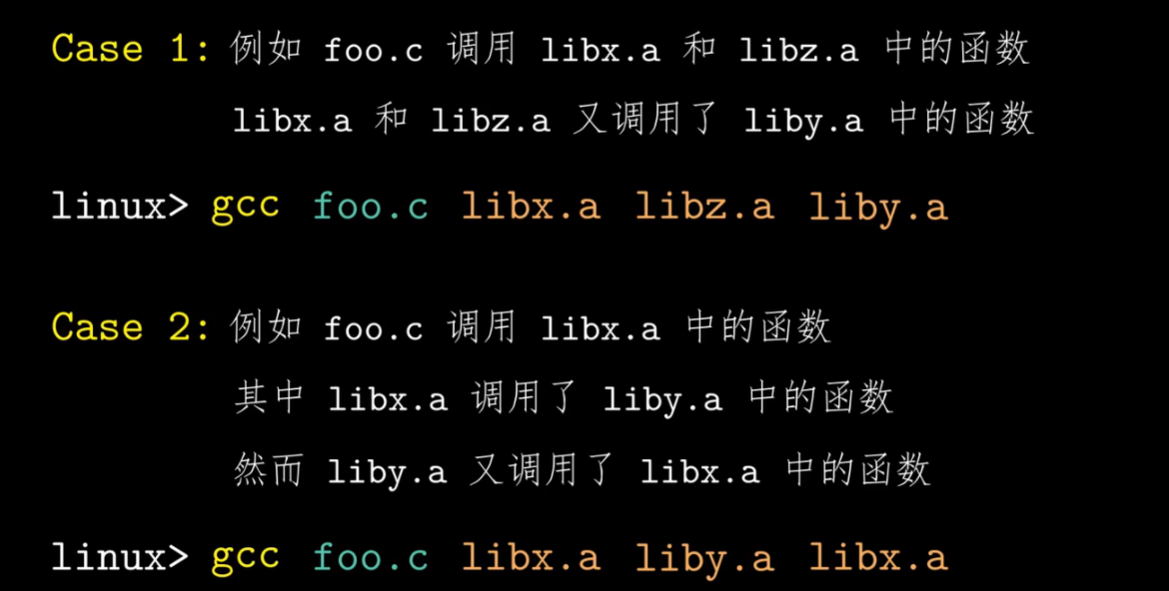 Case 1: 例如 foo.c 调用 libx.a 和 libz.a 中的函数
libx.a 和 libz.a 又调用了 liby.a 中的函数
linux> gcc foo.c libx.a libz.a liby.a
Case 2: 例如 foo.c 调用 libx.a 中的函数
其中 libx.a 调用了 liby.a 中的函数
然而 liby.a 又调用了 libx.a 中的函数
linux> gcc foo.c libx.a liby.a libx.a